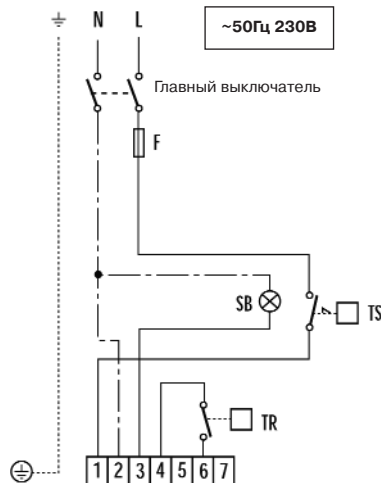 N L
~50Гц 230В
Главный выключатель
F
SB
TS
TR
1 2 3 4 5 6 7